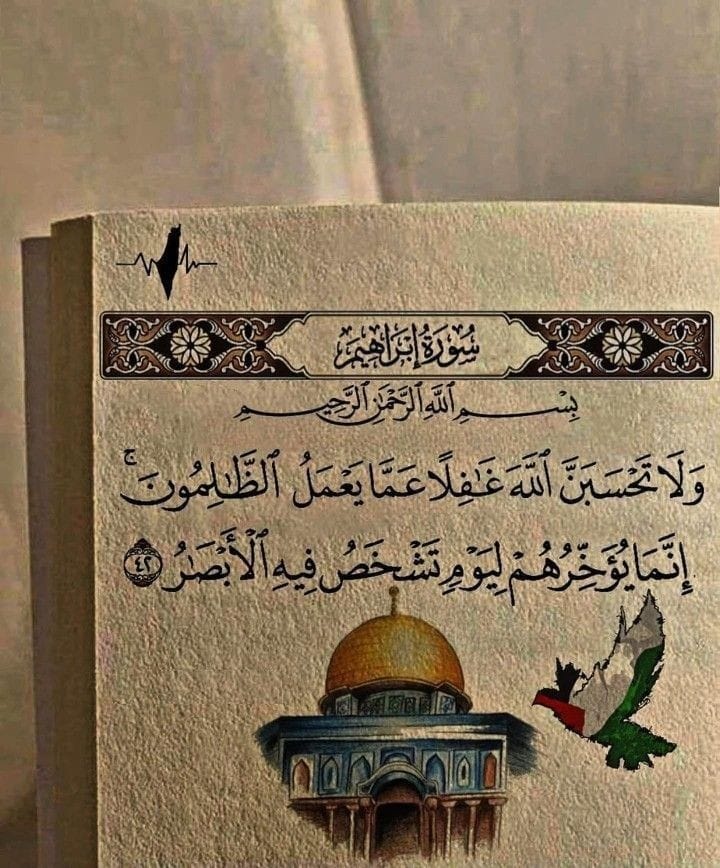 سُورَةُ إِبْرَاهِيمَ
بِسْمِ ٱللَّهِ ٱلرَّحْمَٰنِ ٱلرَّحِيمِ
وَلَا تَحْسَبَنَّ ٱللَّهَ غَٰفِلًا عَمَّا يَعْمَلُ ٱلظَّٰلِمُونَ ۚ
إِنَّمَا يُؤَخِّرُهُمْ لِيَوْمٍ تَشْخَصُ فِيهِ ٱلْأَبْصَٰرُ ٤٢